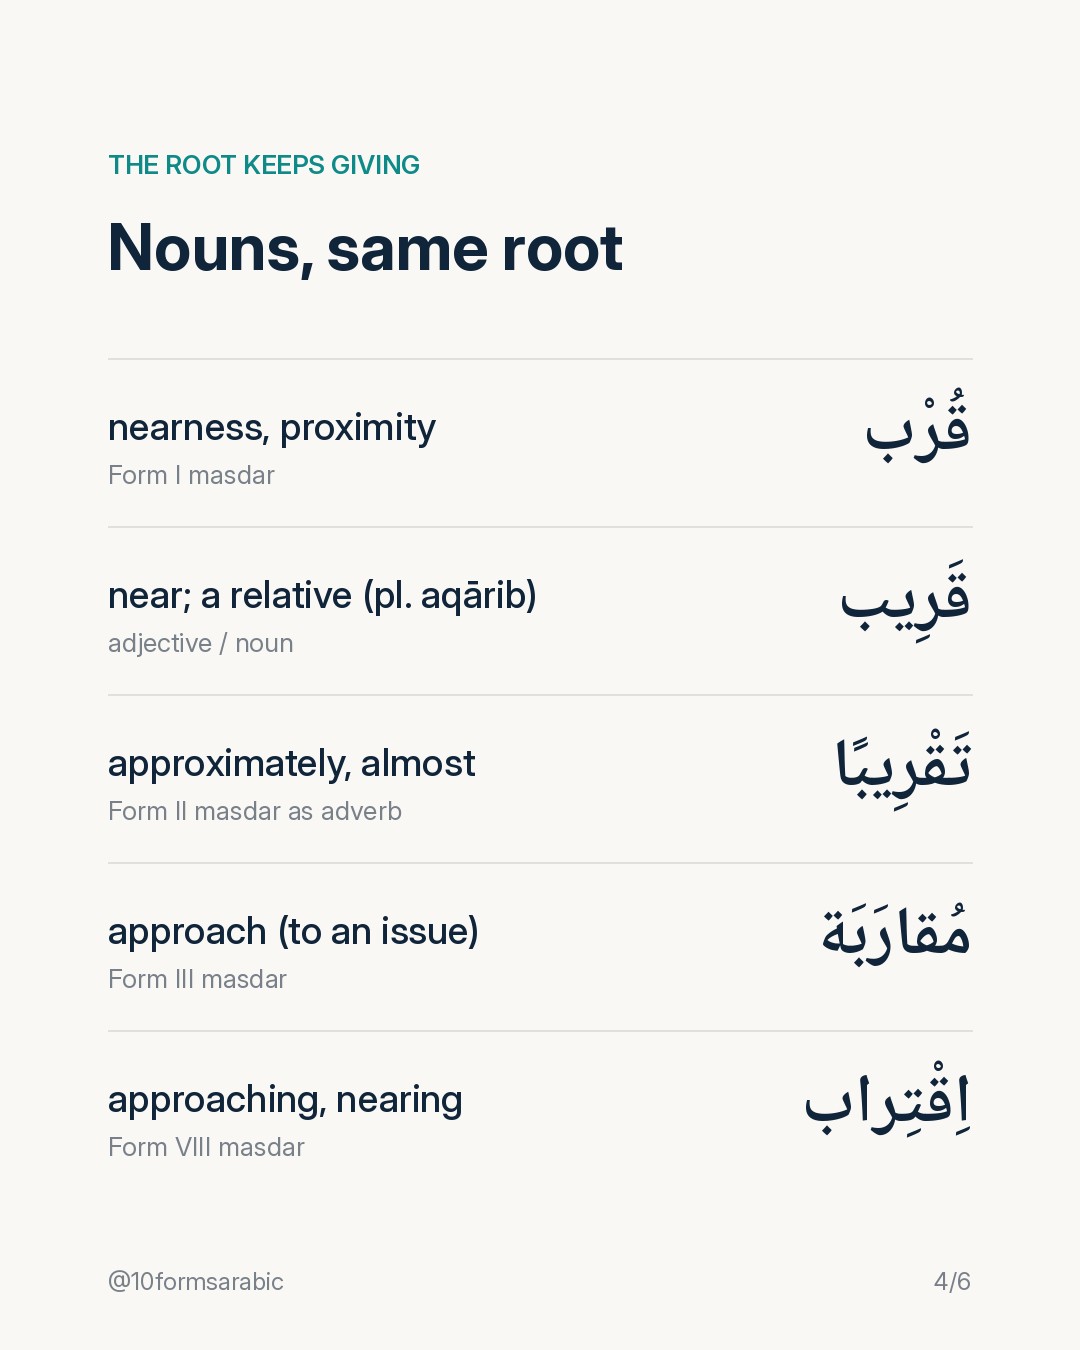 THE ROOT KEEPS GIVING
Nouns, same root
nearness, proximity
قُرْب
Form I masdar
near; a relative (pl. aqārib)
قَرِيب
adjective / noun
approximately, almost
تَقْرِيبًا
Form II masdar as adverb
approach (to an issue)
مُقارَبَة
Form III masdar
approaching, nearing
اِقْتِراب
Form VIII masdar
@10formsarabic
4/6